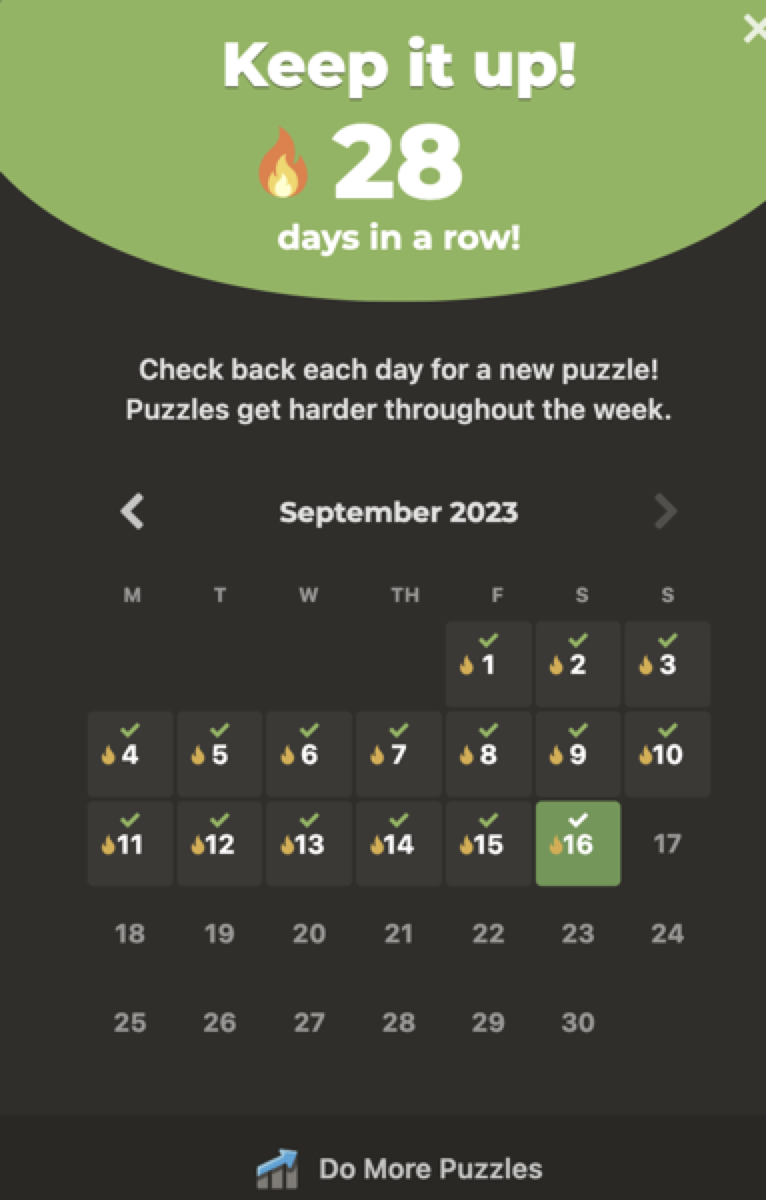 Keep it up!
28
days in a row!
Check back each day for a new puzzle!
Puzzles get harder throughout the week.
September 2023
M T W TH F S S
1 2 3
4 5 6 7 8 9 10
11 12 13 14 15 16 17
18 19 20 21 22 23 24
25 26 27 28 29 30
Do More Puzzles